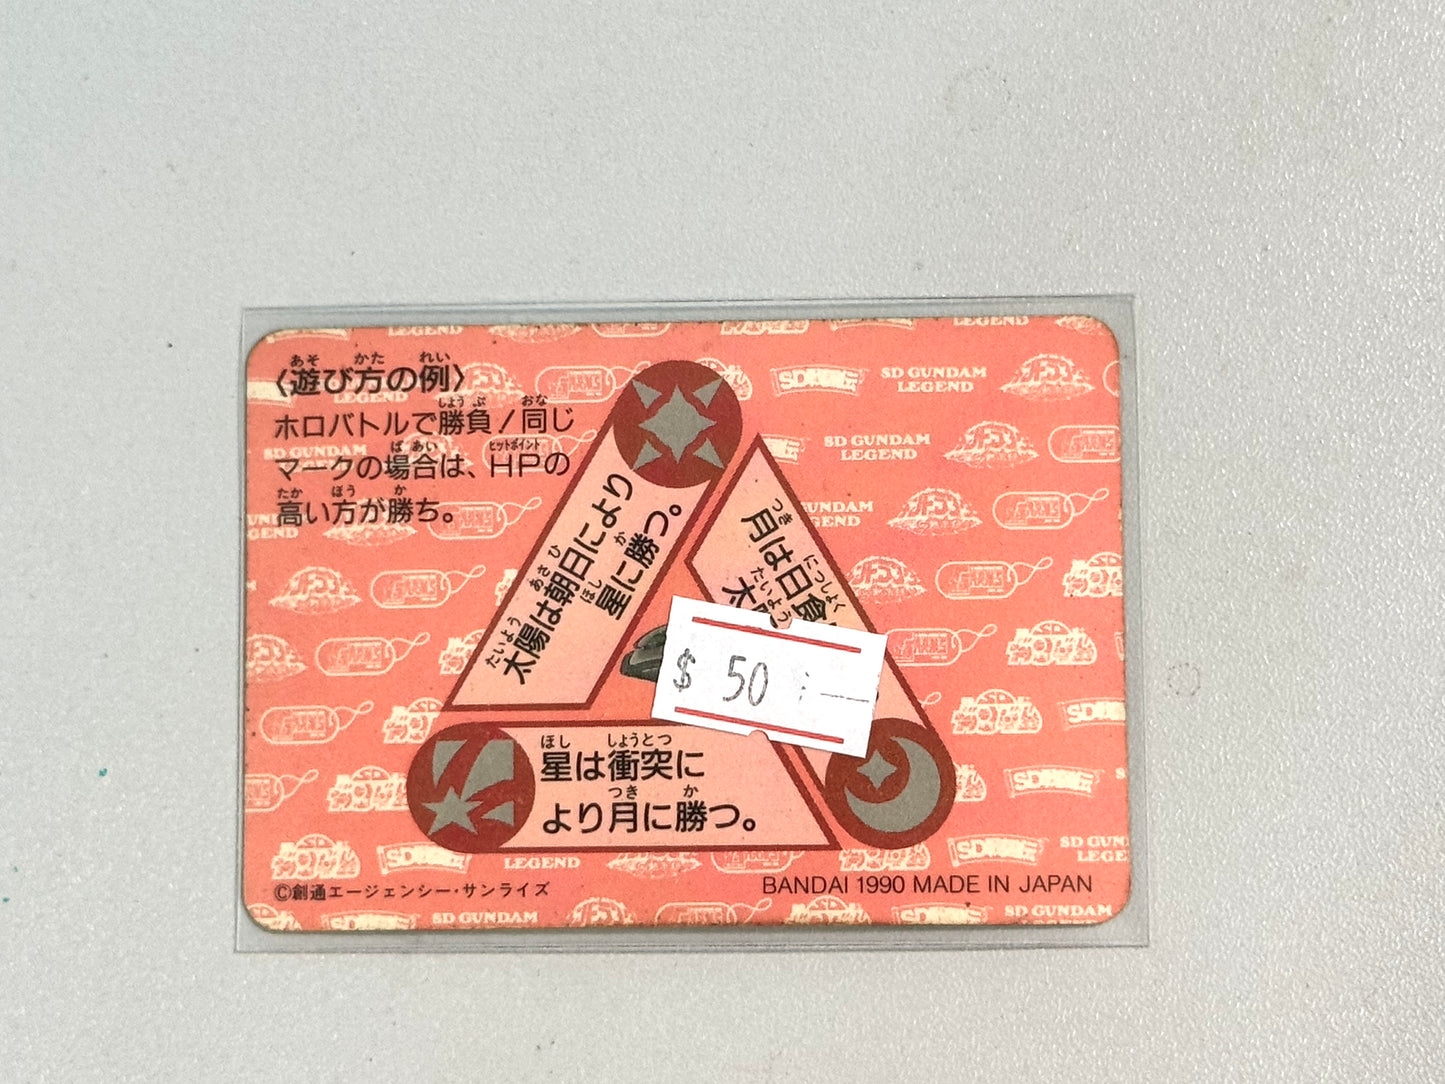 〈遊び方の例〉
ホロバトルで勝負！同じ
マークの場合は、HPの
高い方が勝ち。
太陽は朝日により
星に勝つ。
月は日食
太
星は衝突に
より月に勝つ。
$ 50
©創通エージェンシー・サンライズ
BANDAI 1990 MADE IN JAPAN
SD GUNDAM
LEGEND